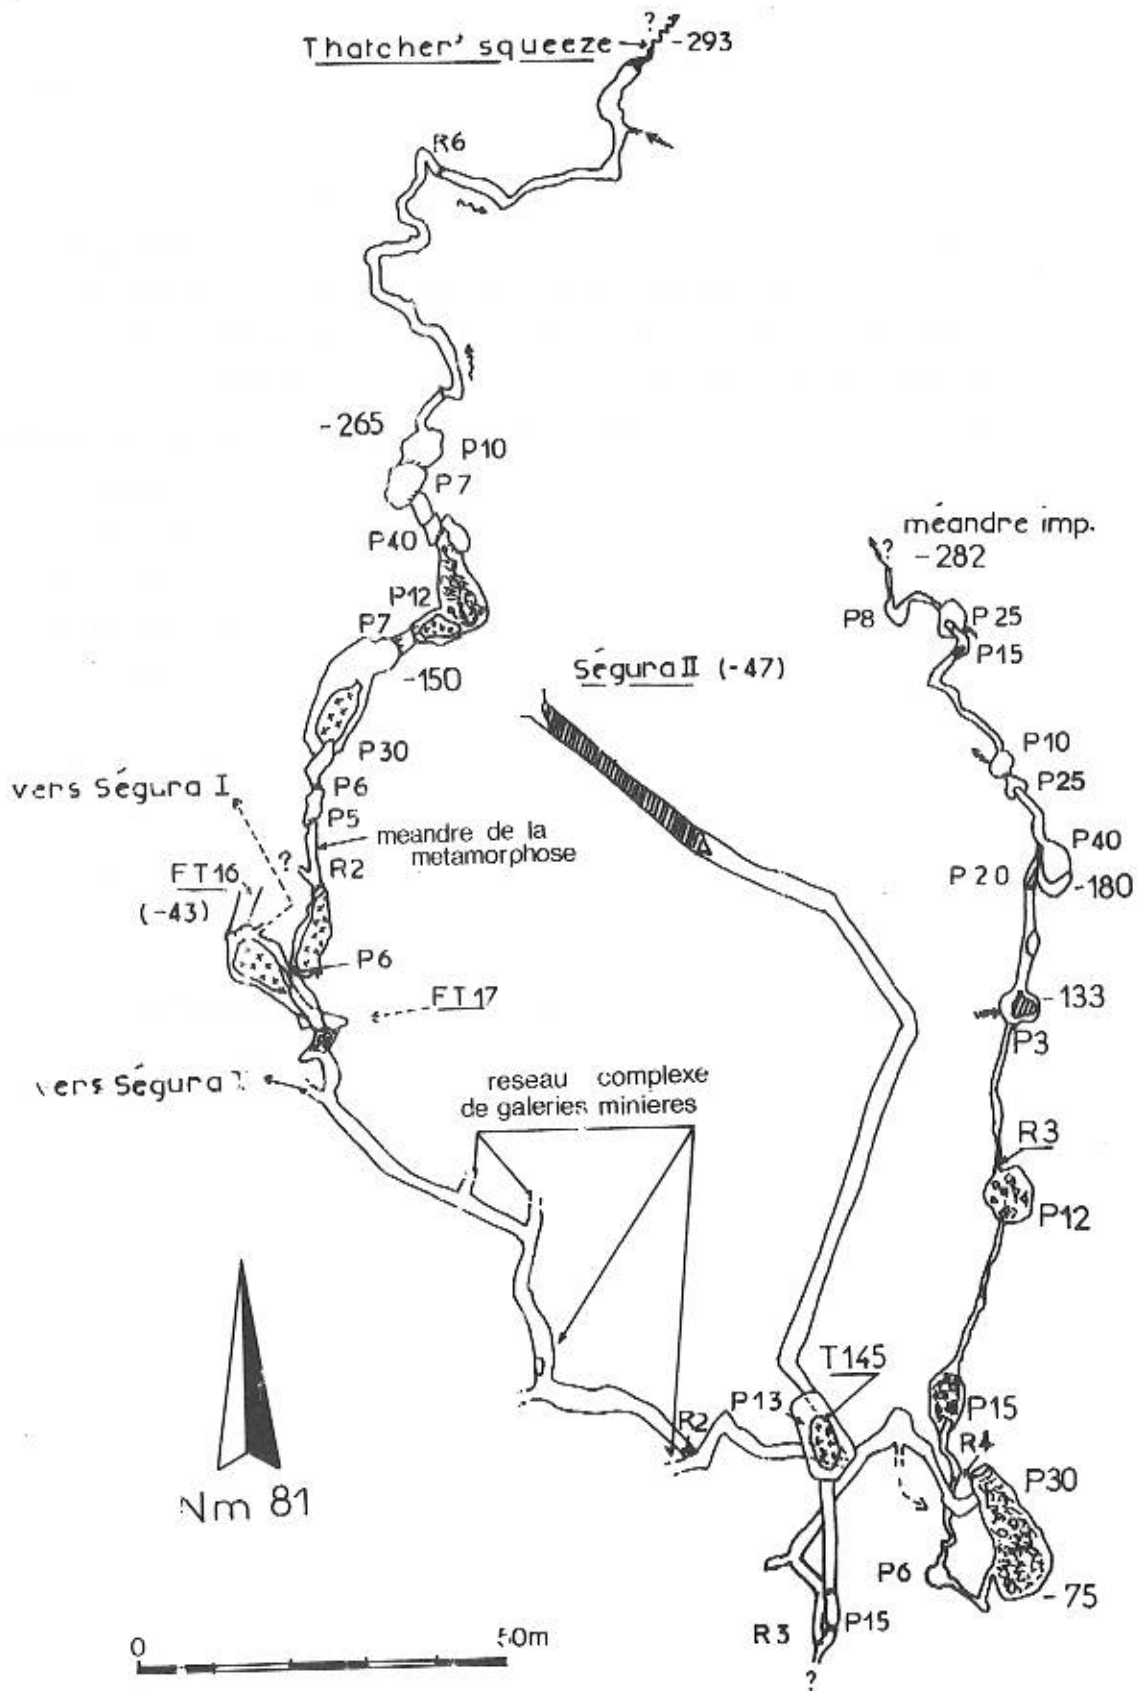 ?
Thatcher' squeeze
-293
R6
-265
P10
P7
P40
P12
P7
-150
P30
P6
P5
méandre imp.
? -282
P8
P25
P15
Ségura II (-47)
P10
P25
P40
P20
-180
vers Ségura I
meandre de la
metamorphose
?
R2
FT16
(-43)
P6
FT17
-133
P3
vers Ségura
reseau complexe
de galeries minieres
R3
P12
T145
P13
R2
P15
R4
P30
P6
-75
Nm 81
R3
P15
?
0
50m